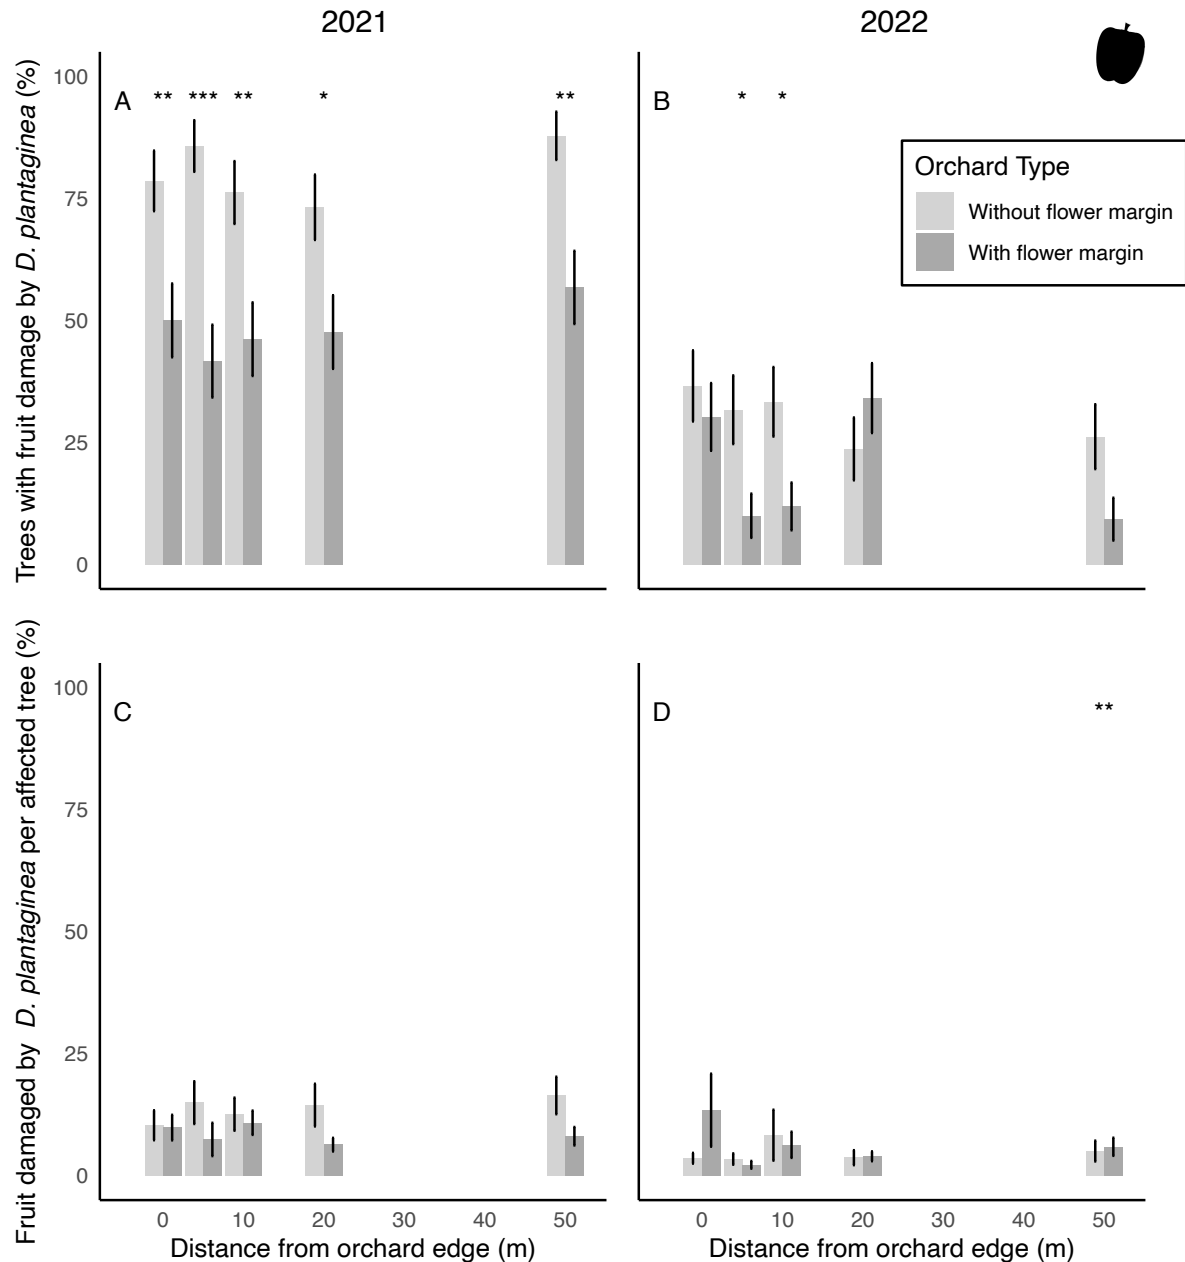 2021
2022
Trees with fruit damage by D. plantaginea (%)
100
75
50
25
0
A
**
***
**
*
**
B
*
*
Orchard Type
Without flower margin
With flower margin
Fruit damaged by D. plantaginea per affected tree (%)
100
75
50
25
0
C
D
**
0
10
20
30
40
50
0
10
20
30
40
50
Distance from orchard edge (m)
Distance from orchard edge (m)